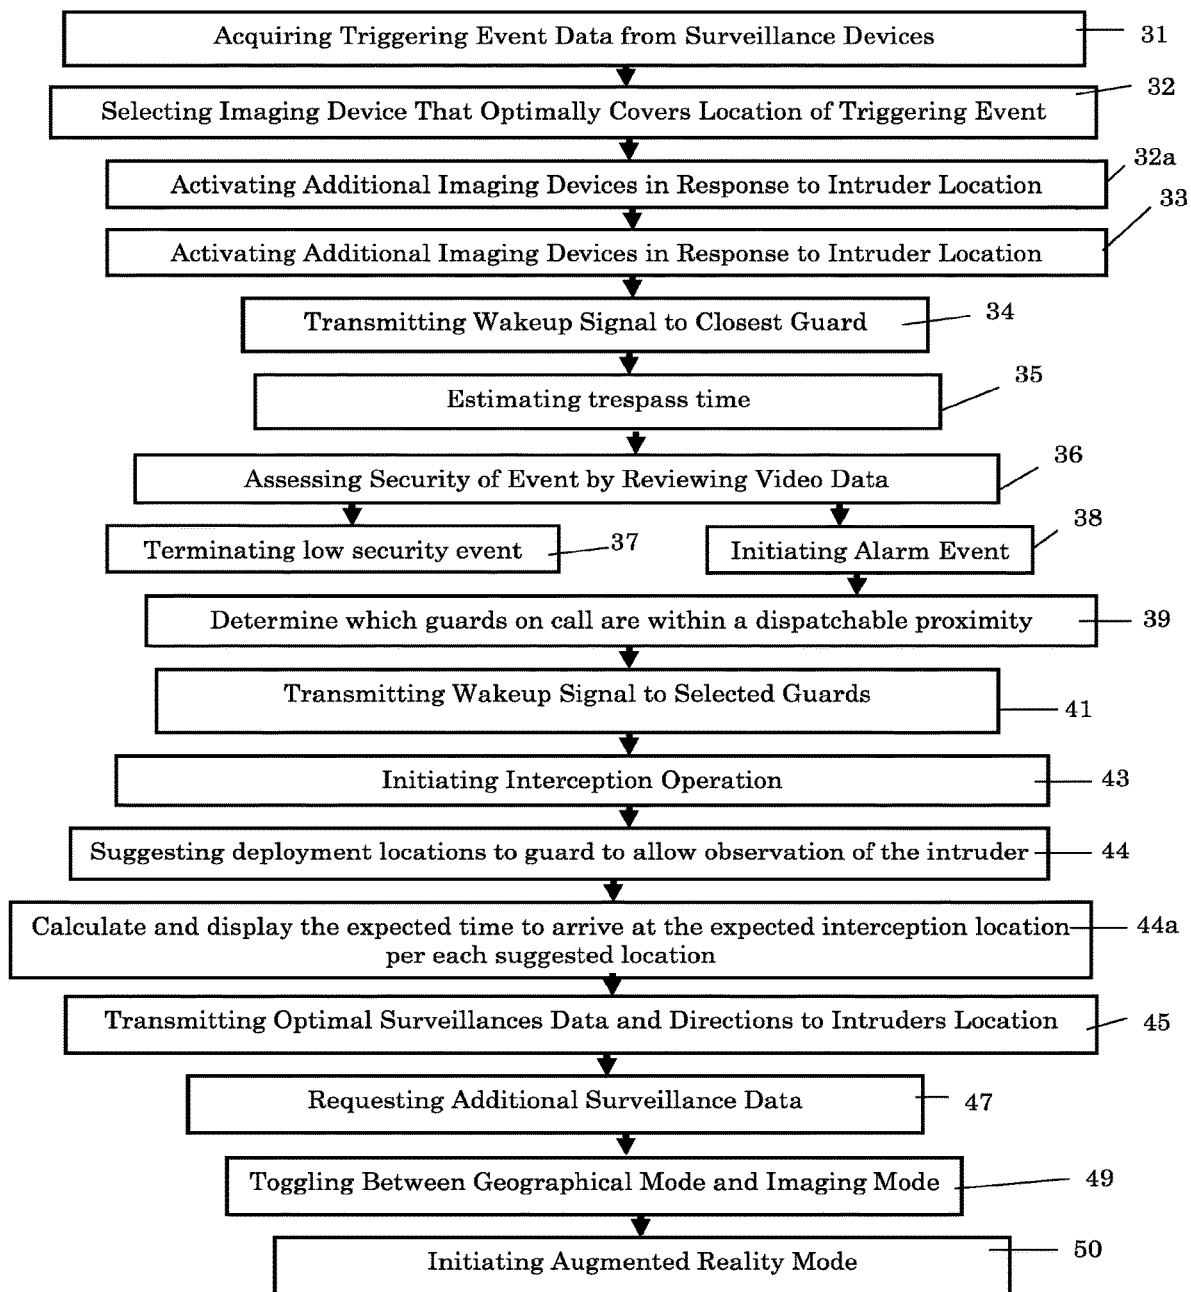 Acquiring Triggering Event Data from Surveillance Devices 31
Selecting Imaging Device That Optimally Covers Location of Triggering Event 32
Activating Additional Imaging Devices in Response to Intruder Location 32a
Activating Additional Imaging Devices in Response to Intruder Location 33
Transmitting Wakeup Signal to Closest Guard 34
Estimating trespass time 35
Assessing Security of Event by Reviewing Video Data 36
Terminating low security event 37
Initiating Alarm Event 38
Determine which guards on call are within a dispatchable proximity 39
Transmitting Wakeup Signal to Selected Guards 41
Initiating Interception Operation 43
Suggesting deployment locations to guard to allow observation of the intruder 44
Calculate and display the expected time to arrive at the expected interception location 44a
per each suggested location
Transmitting Optimal Surveillances Data and Directions to Intruders Location 45
Requesting Additional Surveillance Data 47
Toggling Between Geographical Mode and Imaging Mode 49
Initiating Augmented Reality Mode 50